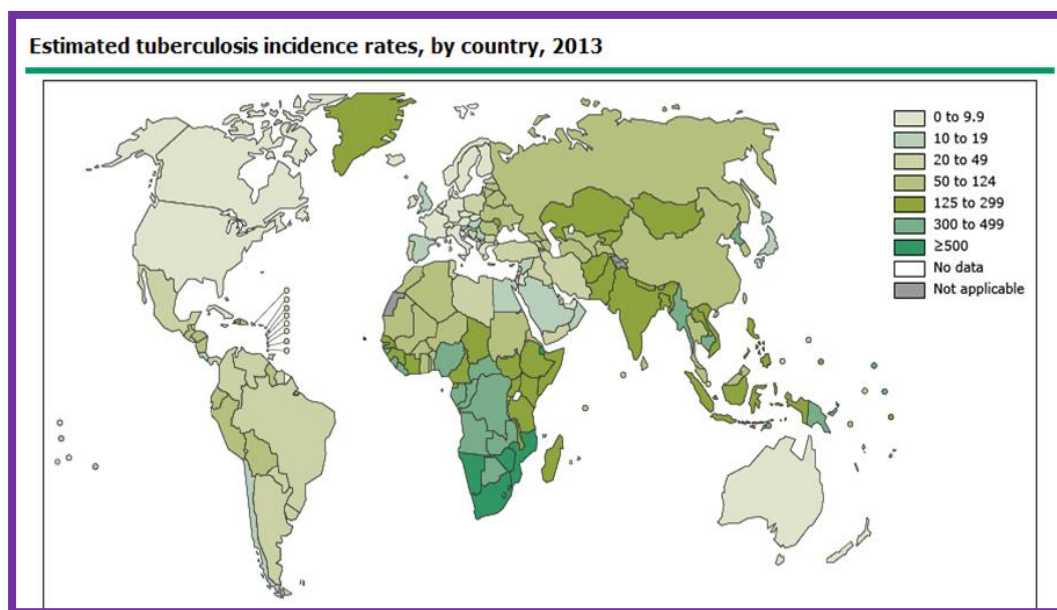 Estimated tuberculosis incidence rates, by country, 2013
0 to 9.9
10 to 19
20 to 49
50 to 124
125 to 299
300 to 499
≥500
No data
Not applicable